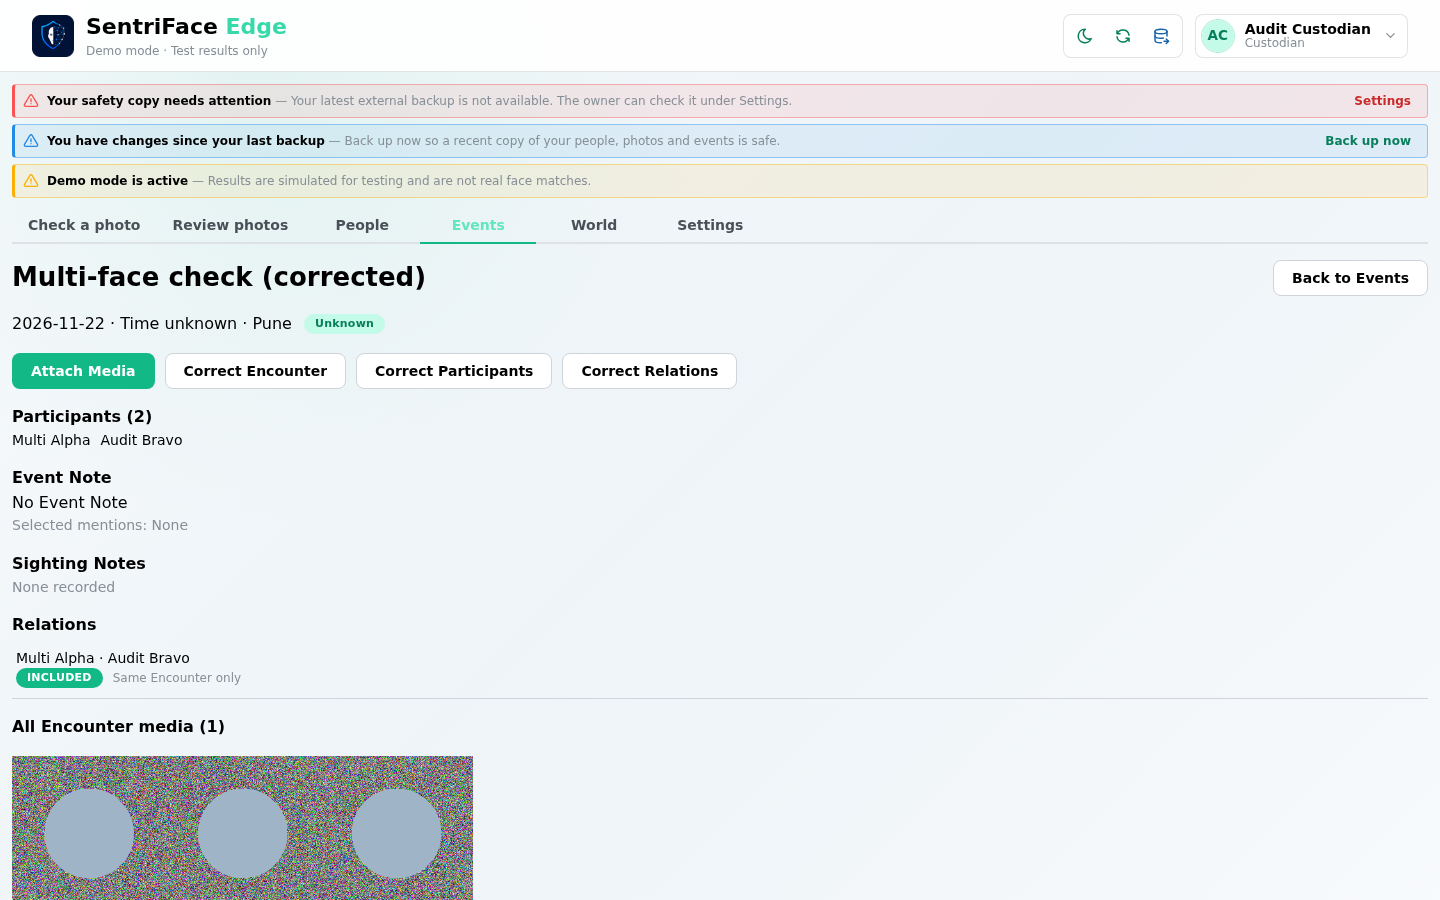 SentriFace Edge
Demo mode · Test results only
AC
Audit Custodian
Custodian
Your safety copy needs attention — Your latest external backup is not available. The owner can check it under Settings.
Settings
You have changes since your last backup — Back up now so a recent copy of your people, photos and events is safe.
Back up now
Demo mode is active — Results are simulated for testing and are not real face matches.
Check a photo Review photos People Events World Settings
Multi-face check (corrected)
Back to Events
2026-11-22 · Time unknown · Pune Unknown
Attach Media Correct Encounter Correct Participants Correct Relations
Participants (2)
Multi Alpha Audit Bravo
Event Note
No Event Note
Selected mentions: None
Sighting Notes
None recorded
Relations
Multi Alpha · Audit Bravo
INCLUDED Same Encounter only
All Encounter media (1)